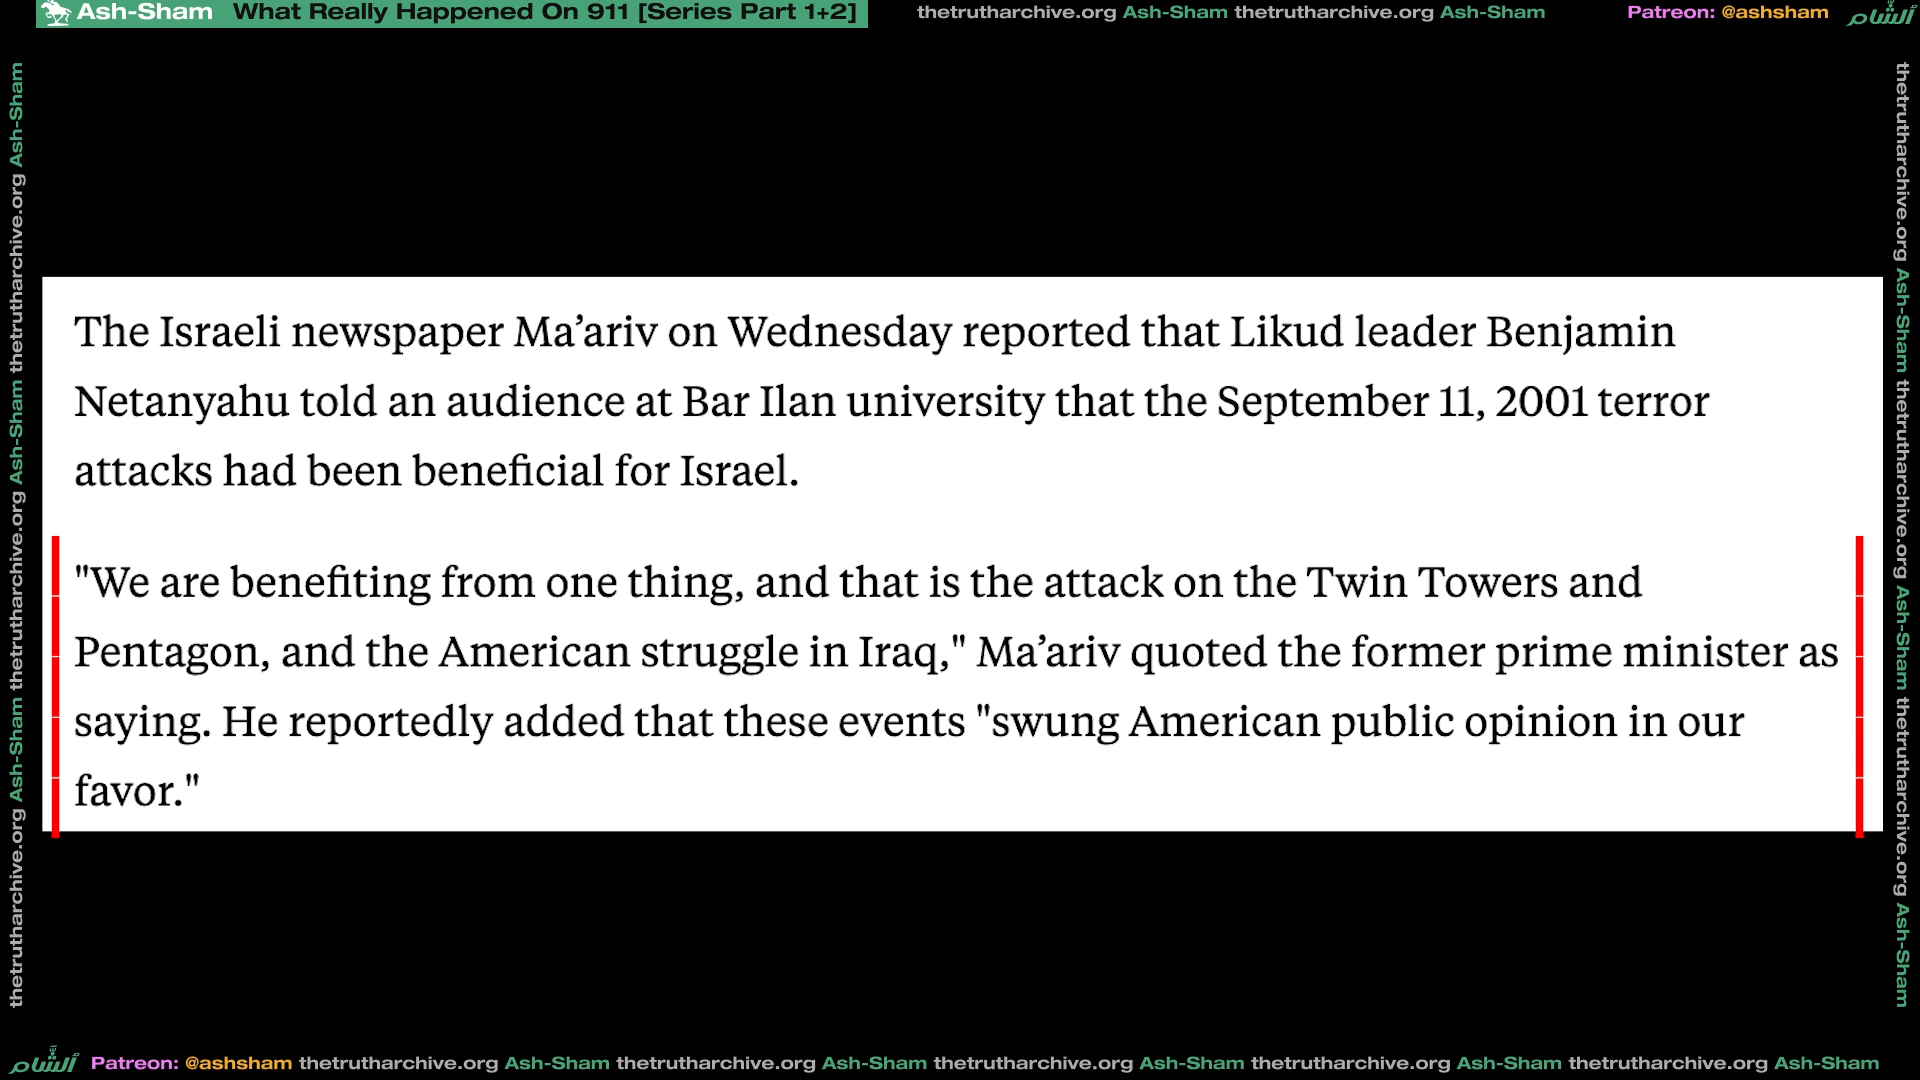 Ash-Sham What Really Happened On 911 [Series Part 1+2]
thetrutharchive.org Ash-Sham thetrutharchive.org Ash-Sham
Patreon: @ashsham الشام
The Israeli newspaper Ma’ariv on Wednesday reported that Likud leader Benjamin
Netanyahu told an audience at Bar Ilan university that the September 11, 2001 terror
attacks had been beneficial for Israel.
"We are benefiting from one thing, and that is the attack on the Twin Towers and
Pentagon, and the American struggle in Iraq," Ma’ariv quoted the former prime minister as
saying. He reportedly added that these events "swung American public opinion in our
favor."
thetrutharchive.org Ash-Sham thetrutharchive.org Ash-Sham thetrutharchive.org Ash-Sham
thetrutharchive.org Ash-Sham thetrutharchive.org Ash-Sham thetrutharchive.org Ash-Sham
الشام Patreon: @ashsham thetrutharchive.org Ash-Sham thetrutharchive.org Ash-Sham thetrutharchive.org Ash-Sham thetrutharchive.org Ash-Sham thetrutharchive.org Ash-Sham